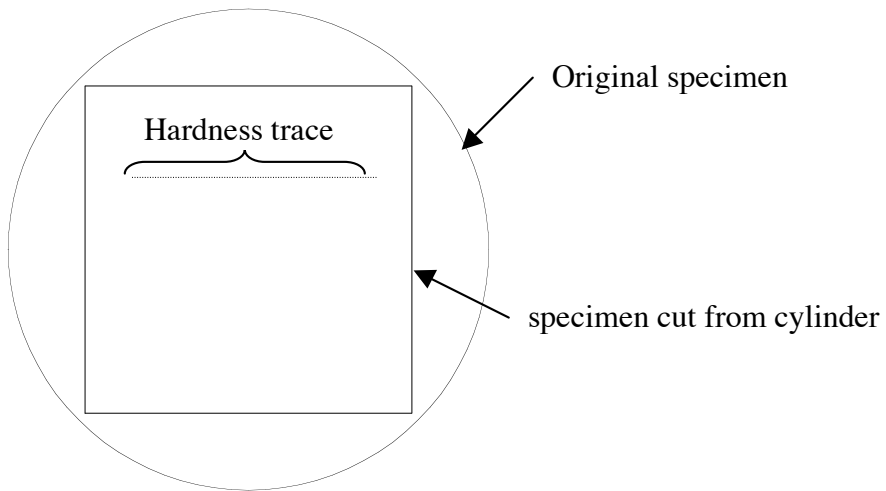 Original specimen
Hardness trace
specimen cut from cylinder